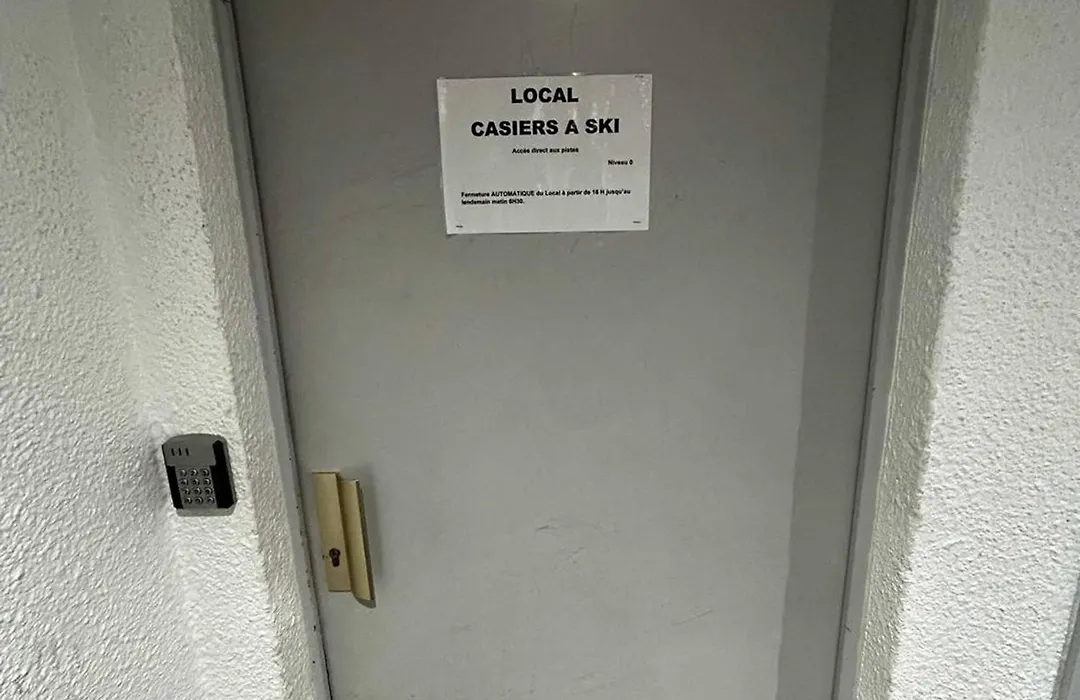 LOCAL
CASIERS A SKI
Accès direct aux pistes
Niveau 0
Fermeture AUTOMATIQUE du Local à partir de 18 H jusqu'au
lendemain matin 8H30.